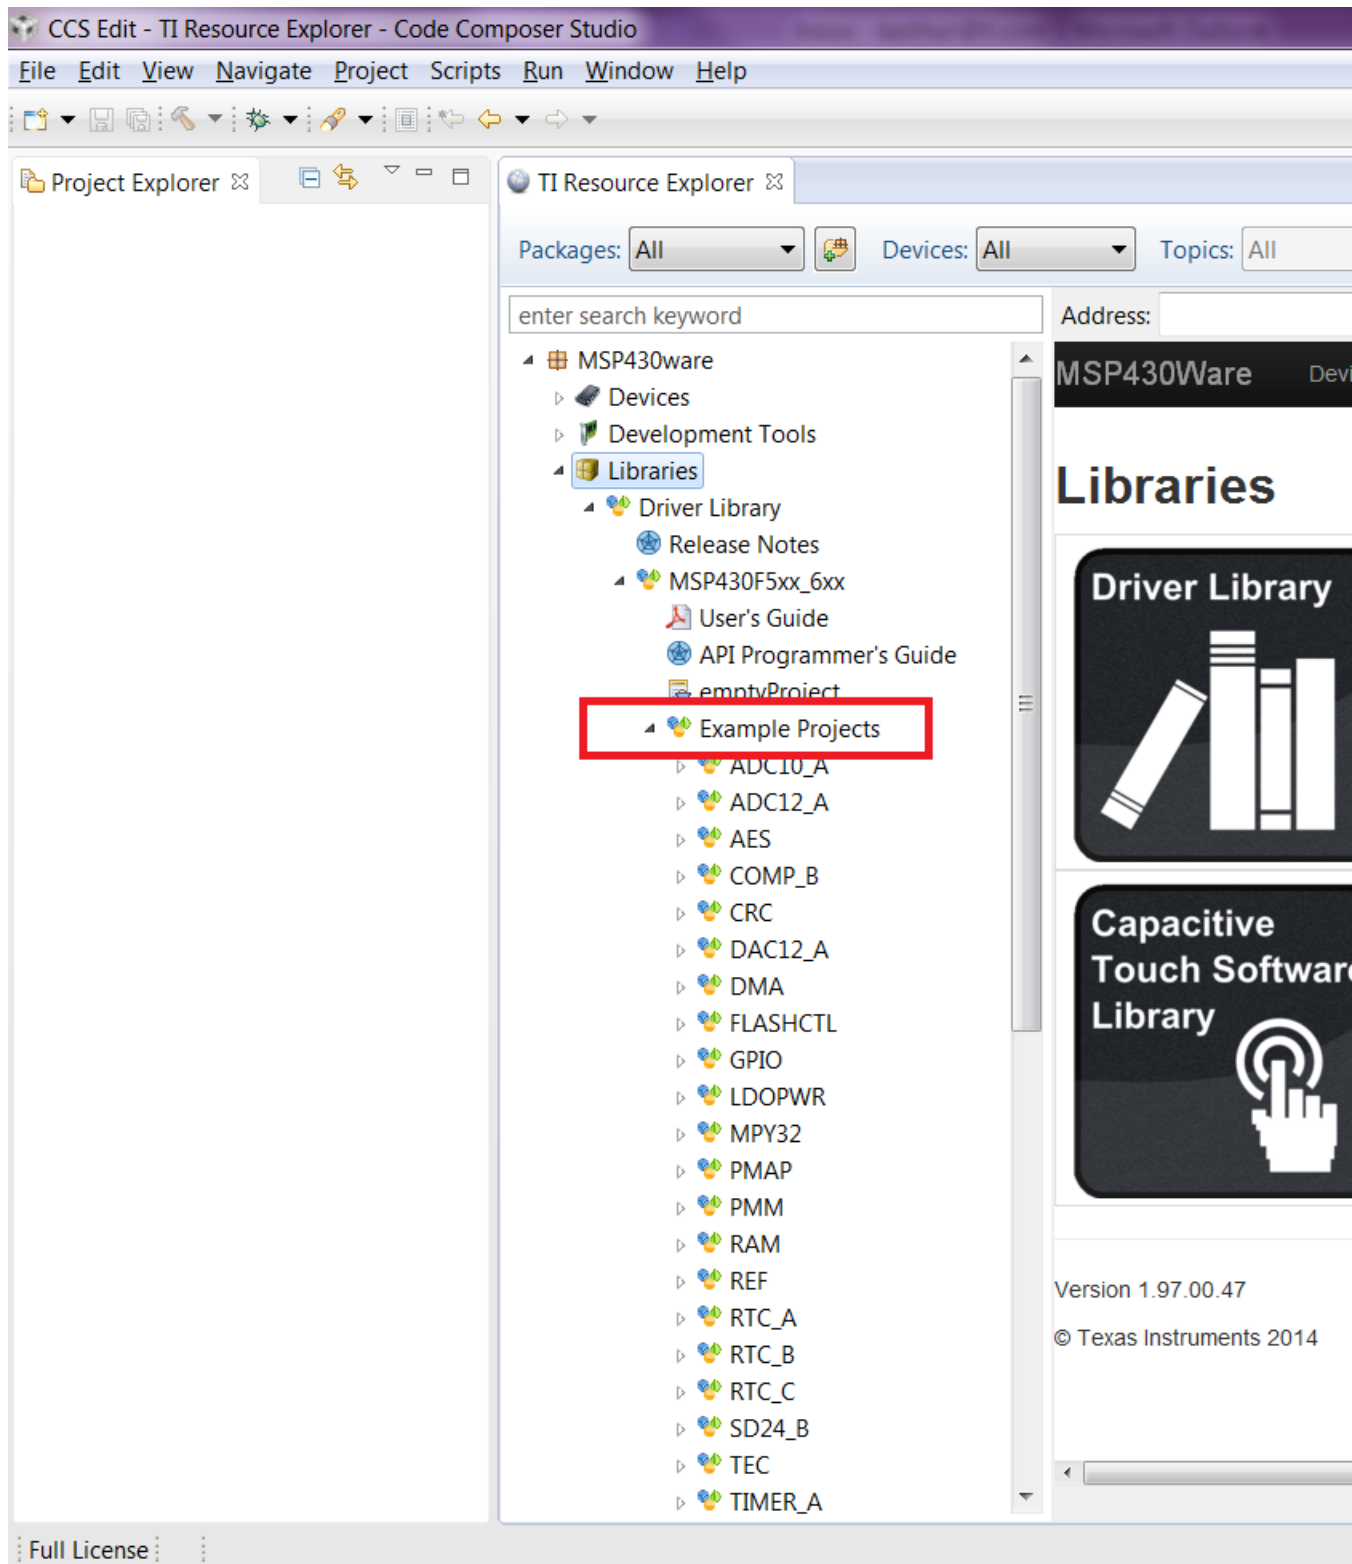 CCS Edit - TI Resource Explorer - Code Composer Studio
File Edit View Navigate Project Scripts Run Window Help
Project Explorer
TI Resource Explorer
Packages: All Devices: All Topics: All
enter search keyword
Address:
MSP430ware
Devices
Development Tools
Libraries
Driver Library
Release Notes
MSP430F5xx_6xx
User's Guide
API Programmer's Guide
emptyProject
Example Projects
ADC10_A
ADC12_A
AES
COMP_B
CRC
DAC12_A
DMA
FLASHCTL
GPIO
LDOPWR
MPY32
PMAP
PMM
RAM
REF
RTC_A
RTC_B
RTC_C
SD24_B
TEC
TIMER_A
MSP430Ware Devi
Libraries
Driver Library
Capacitive
Touch Software
Library
Version 1.97.00.47
© Texas Instruments 2014
Full License